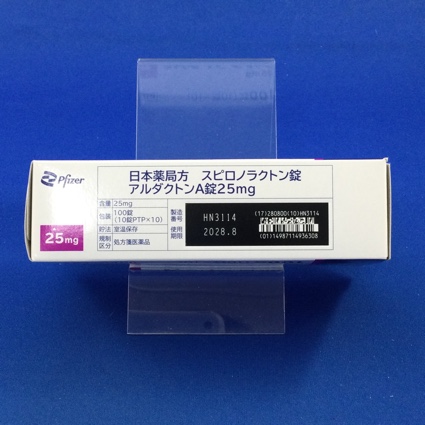 Pfizer
25mg
日本薬局方 スピロノラクトン錠
アルダクトンA錠25mg
含量 25mg
包装 100錠
(10錠PTP×10)
貯法 室温保存
規制区分 処方箋医薬品
製造番号 HN3114
使用期限 2028.8
(17)280800(10)HN3114
(01)14987114936308